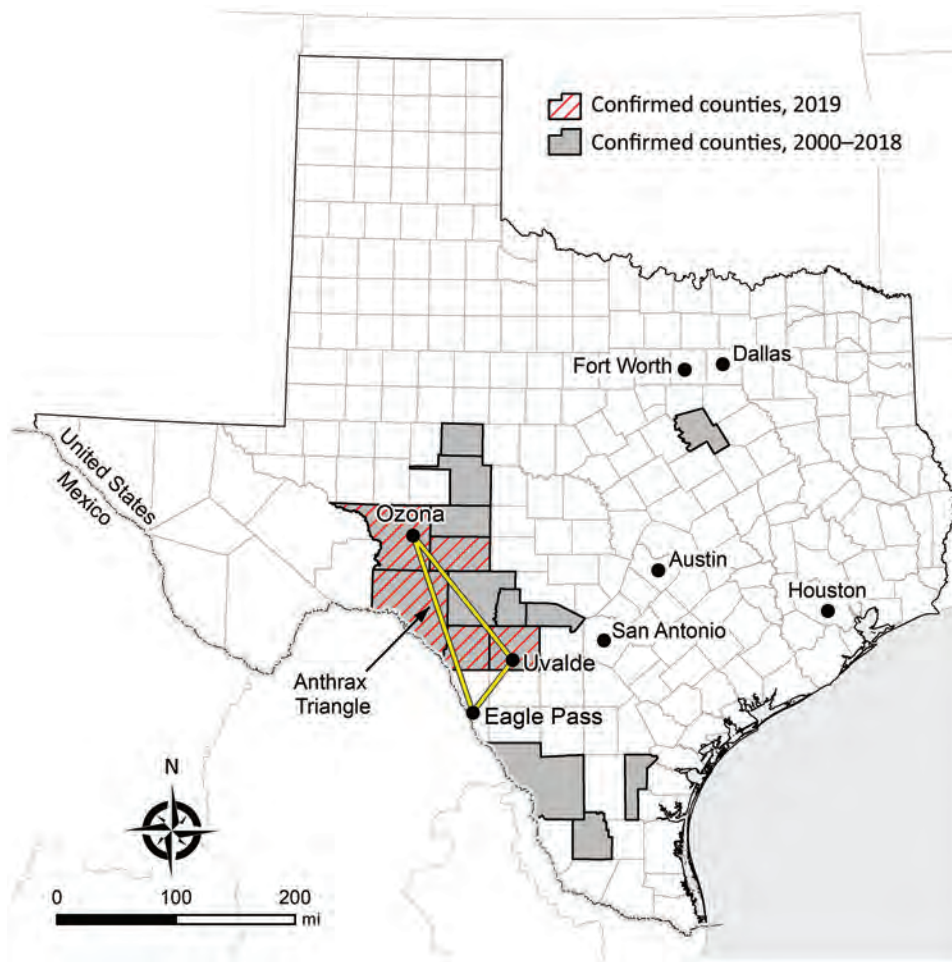 Confirmed counties, 2019
Confirmed counties, 2000–2018
Fort Worth
Dallas
United States
Mexico
Ozona
Austin
Houston
San Antonio
Uvalde
Anthrax
Triangle
Eagle Pass
N
0 100 200
mi